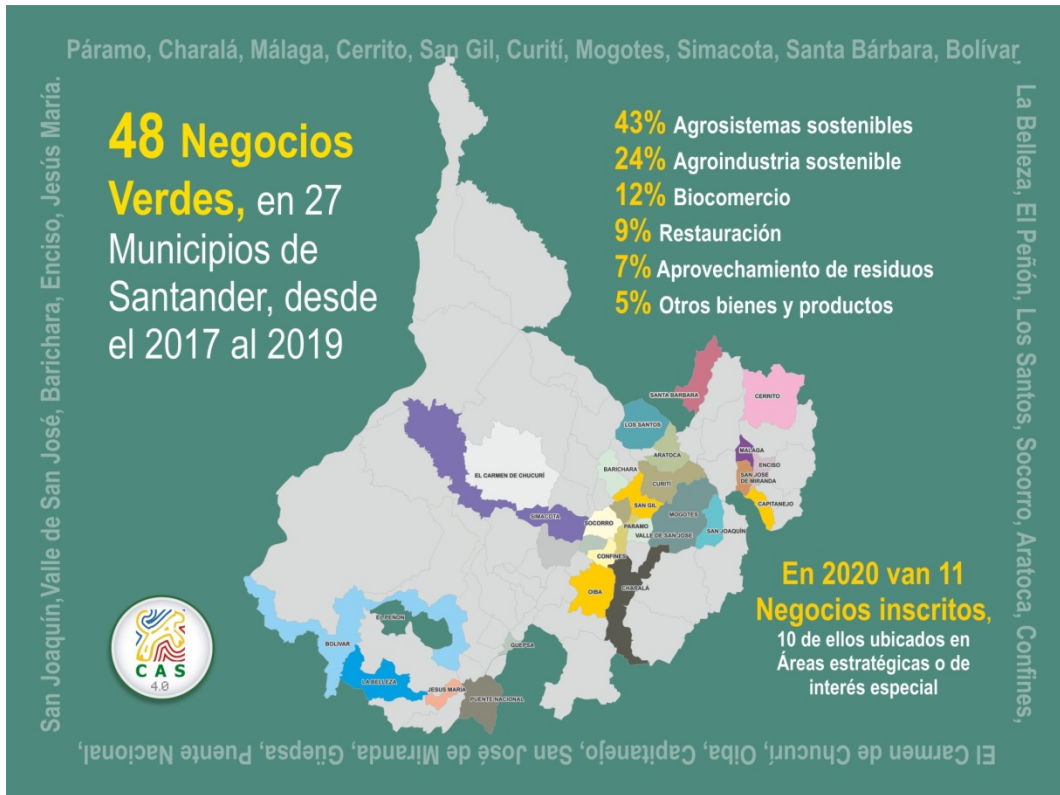 Páramo, Charalá, Málaga, Cerrito, San Gil, Curití, Mogotes, Simacota, Santa Bárbara, Bolívar,
La Belleza, El Peñón, Los Santos, Socorro, Aratoca, Confines,
El Carmen de Chucurí, Oiba, Capitanejo, San José de Miranda, Güepsa, Puente Nacional,
San Joaquín,Valle de San José, Barichara, Enciso, Jesús María.
48 Negocios
Verdes, en 27
Municipios de
Santander, desde
el 2017 al 2019
43% Agrosistemas sostenibles
24% Agroindustria sostenible
12% Biocomercio
9% Restauración
7% Aprovechamiento de residuos
5% Otros bienes y productos
SANTA BARBARA
CERRITO
LOS SANTOS
ARATOCA
MALAGA
ENCISO
BARICHARA
SAN JOSE
DE MIRANDA
EL CARMEN DE CHUCURÍ
CURITI
CAPITANEJO
SAN GIL
SIMACOTA
SOCORRO
MOGOTES
PARAMO
SAN JOAQUÍN
VALLE DE SAN JOSE
CONFINES
OIBA
CHARALA
EL PEÑON
BOLIVAR
GUEPSA
LA BELLEZA
JESUS MARIA
PUENTE NACIONAL
En 2020 van 11
Negocios inscritos,
10 de ellos ubicados en
Áreas estratégicas o de
interés especial
CAS
4.0